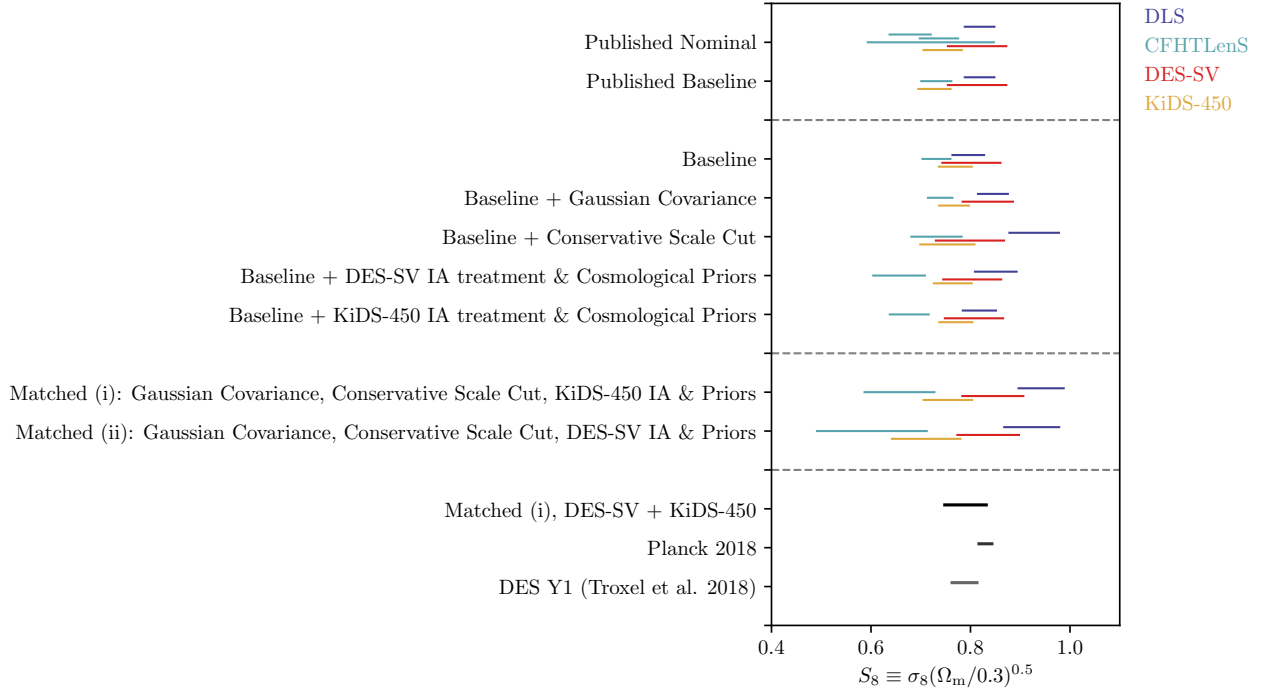 DLS
CFHTLenS
DES-SV
KiDS-450
Published Nominal
Published Baseline
Baseline
Baseline + Gaussian Covariance
Baseline + Conservative Scale Cut
Baseline + DES-SV IA treatment & Cosmological Priors
Baseline + KiDS-450 IA treatment & Cosmological Priors
Matched (i): Gaussian Covariance, Conservative Scale Cut, KiDS-450 IA & Priors
Matched (ii): Gaussian Covariance, Conservative Scale Cut, DES-SV IA & Priors
Matched (i), DES-SV + KiDS-450
Planck 2018
DES Y1 (Troxel et al. 2018)
0.4 0.6 0.8 1.0
S₈ ≡ σ₈(Ωₘ/0.3)⁰·⁵